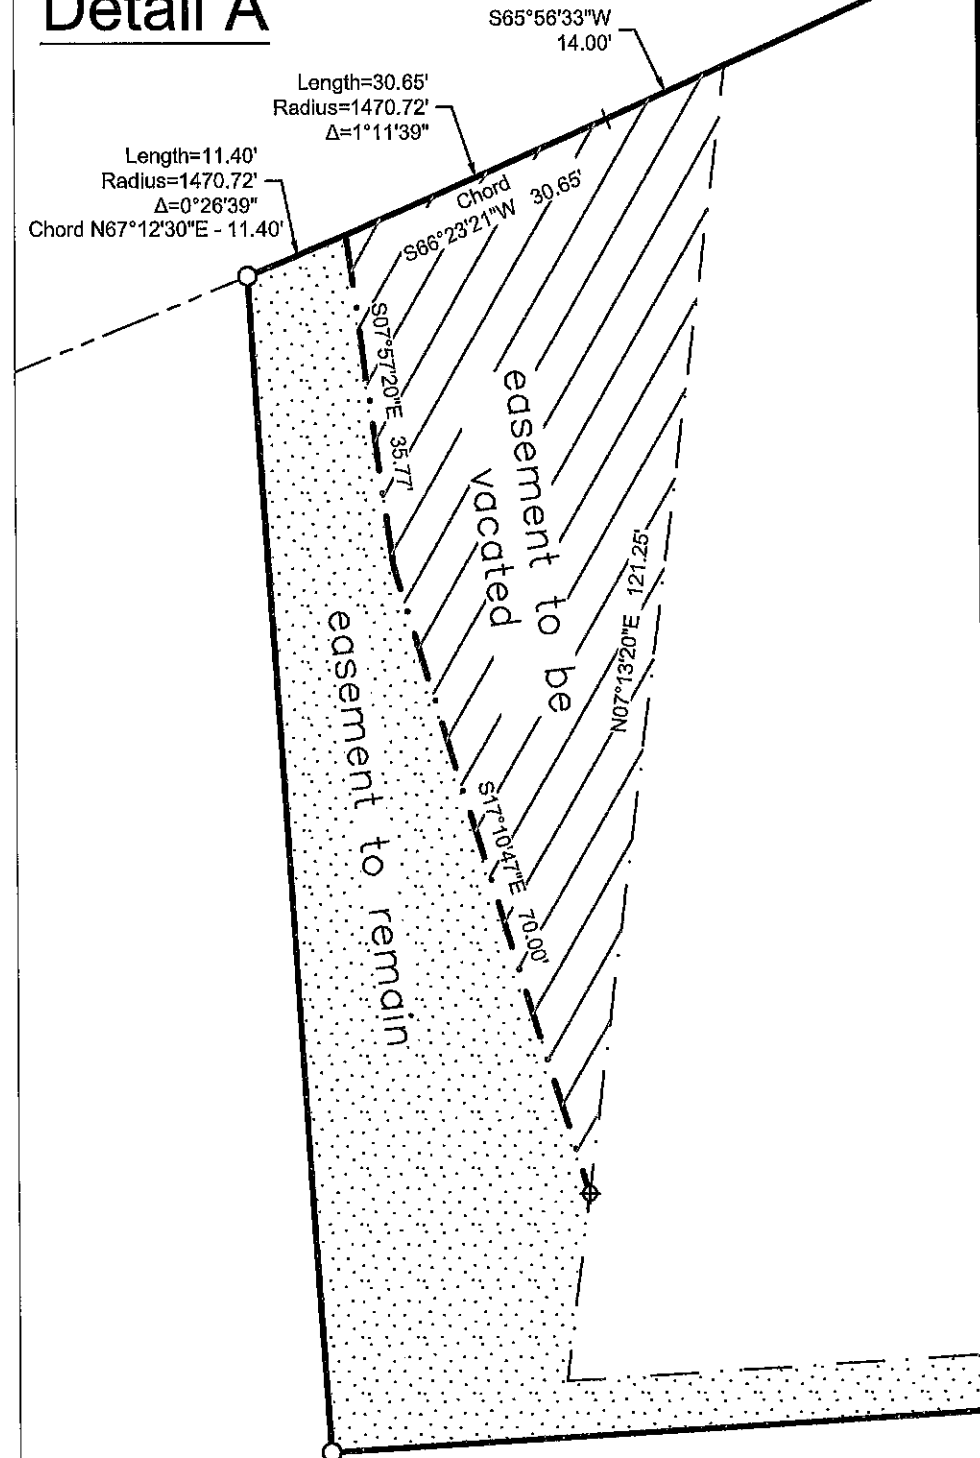 Detail A
S65°56'33"W
14.00'
Length=30.65'
Radius=1470.72'
Δ=1°11'39"
Length=11.40'
Radius=1470.72'
Δ=0°26'39"
Chord N67°12'30"E - 11.40'
Chord
S66°23'21"W 30.65'
S07°57'20"E 35.77'
easement to be
vacated
N07°13'20"E 121.25'
easement to remain
S17°10'47"E 70.00'